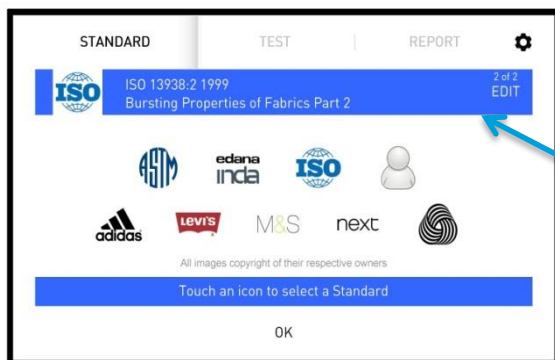 STANDARD TEST REPORT
ISO ISO 13938:2 1999 2 of 2
Bursting Properties of Fabrics Part 2 EDIT
ASTM edana inda ISO
adidas LEVI'S M&S next
All images copyright of their respective owners
Touch an icon to select a Standard
OK